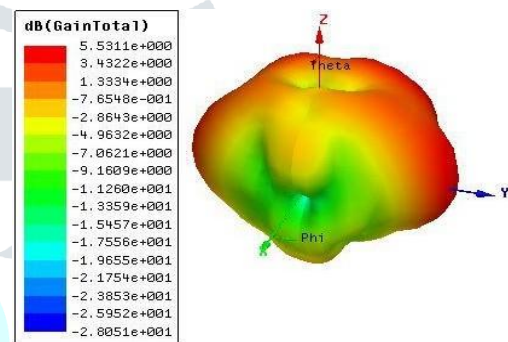 dB(GainTotal)
5.5311e+000
3.4322e+000
1.3334e+000
-7.6548e-001
-2.8643e+000
-4.9632e+000
-7.0621e+000
-9.1609e+000
-1.1260e+001
-1.3359e+001
-1.5457e+001
-1.7556e+001
-1.9655e+001
-2.1754e+001
-2.3853e+001
-2.5952e+001
-2.8051e+001
Z
Theta
Y
Phi
X